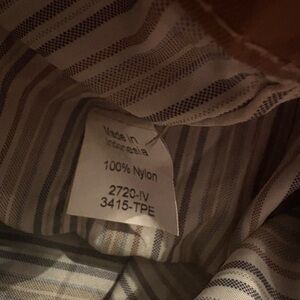 Made in
Indonesia
100% Nylon
2720-IV
3415-TPE